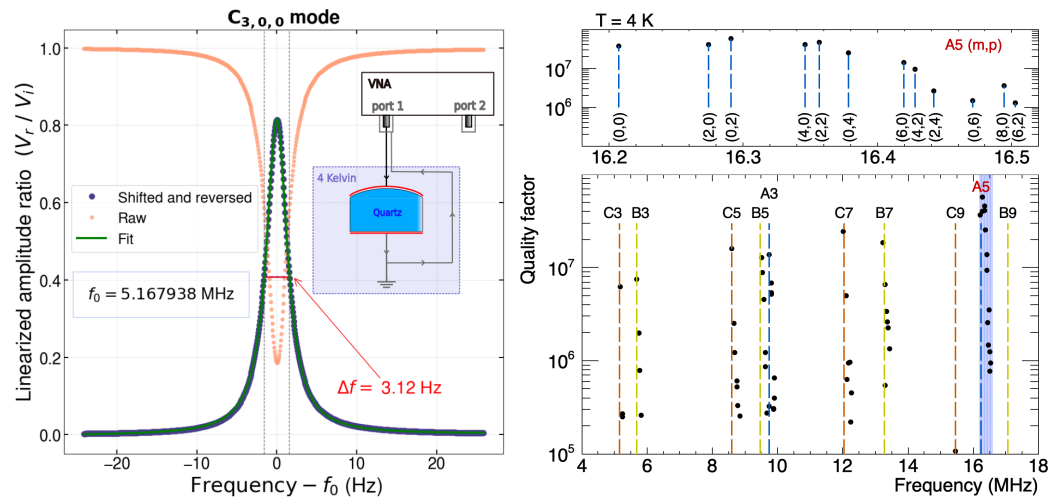 C3,0,0 mode
Linearized amplitude ratio (Vr / Vi)
1.0
0.8
0.6
0.4
0.2
0.0
VNA
port 1
port 2
4 Kelvin
Quartz
Shifted and reversed
Raw
Fit
f0 = 5.167938 MHz
Δf = 3.12 Hz
−20
−10
0
10
20
Frequency − f0 (Hz)
T = 4 K
A5 (m,p)
10^7
10^6
(0,0)
(2,0)
(0,2)
(4,0)
(2,2)
(0,4)
(6,0)
(4,2)
(2,4)
(0,6)
(8,0)
(6,2)
16.2
16.3
16.4
16.5
Quality factor
10^7
10^6
10^5
C3
B3
C5
B5
A3
C7
B7
C9
A5
B9
4
6
8
10
12
14
16
18
Frequency (MHz)